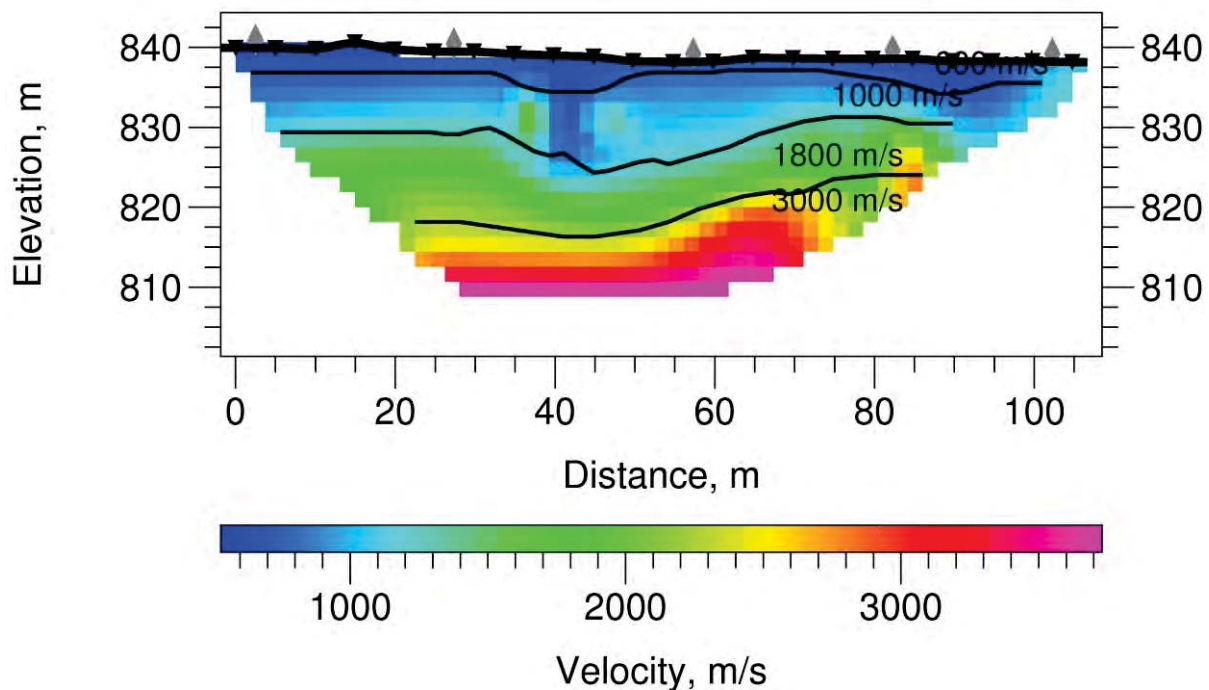 840
830
820
810
Elevation, m
840
830
820
810
600 m/s
1000 m/s
1800 m/s
3000 m/s
0 20 40 60 80 100
Distance, m
1000 2000 3000
Velocity, m/s